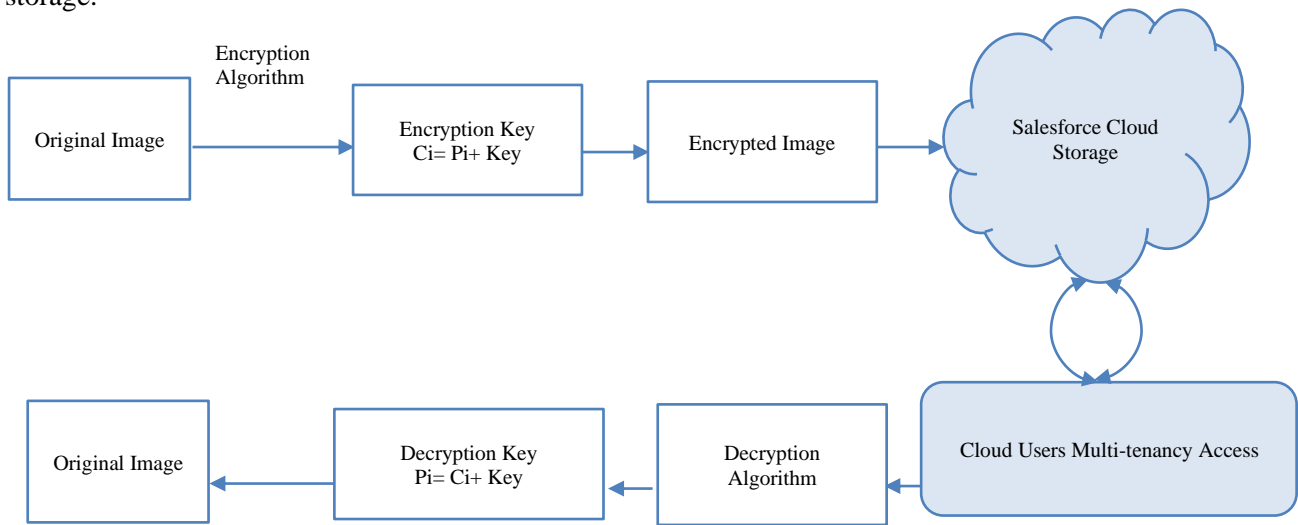 storage.
Encryption
Algorithm
Original Image
Encryption Key
Ci= Pi+ Key
Encrypted Image
Salesforce Cloud
Storage
Original Image
Decryption Key
Pi= Ci+ Key
Decryption
Algorithm
Cloud Users Multi-tenancy Access